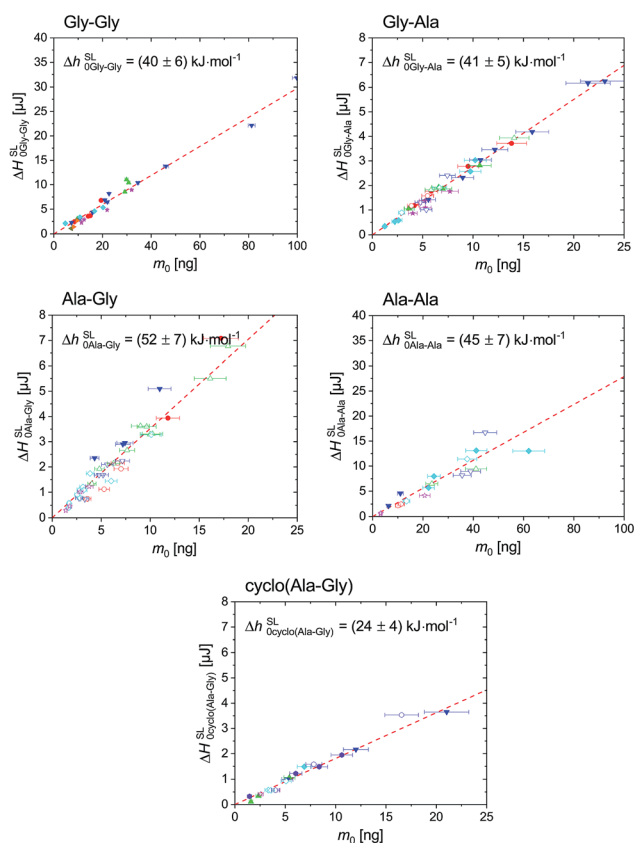 Gly-Gly
Δh SL 0Gly-Gly = (40 ± 6) kJ·mol⁻¹
ΔH SL 0Gly-Gly [µJ]
40
35
30
25
20
15
10
5
0
0 20 40 60 80 100
m₀ [ng]
Gly-Ala
Δh SL 0Gly-Ala = (41 ± 5) kJ·mol⁻¹
ΔH SL 0Gly-Ala [µJ]
8
7
6
5
4
3
2
1
0
0 5 10 15 20 25
m₀ [ng]
Ala-Gly
Δh SL 0Ala-Gly = (52 ± 7) kJ·mol⁻¹
ΔH SL 0Ala-Gly [µJ]
8
7
6
5
4
3
2
1
0
0 5 10 15 20 25
m₀ [ng]
Ala-Ala
Δh SL 0Ala-Ala = (45 ± 7) kJ·mol⁻¹
ΔH SL 0Ala-Ala [µJ]
40
35
30
25
20
15
10
5
0
0 20 40 60 80 100
m₀ [ng]
cyclo(Ala-Gly)
Δh SL 0cyclo(Ala-Gly) = (24 ± 4) kJ·mol⁻¹
ΔH SL 0cyclo(Ala-Gly) [µJ]
8
7
6
5
4
3
2
1
0
0 5 10 15 20 25
m₀ [ng]